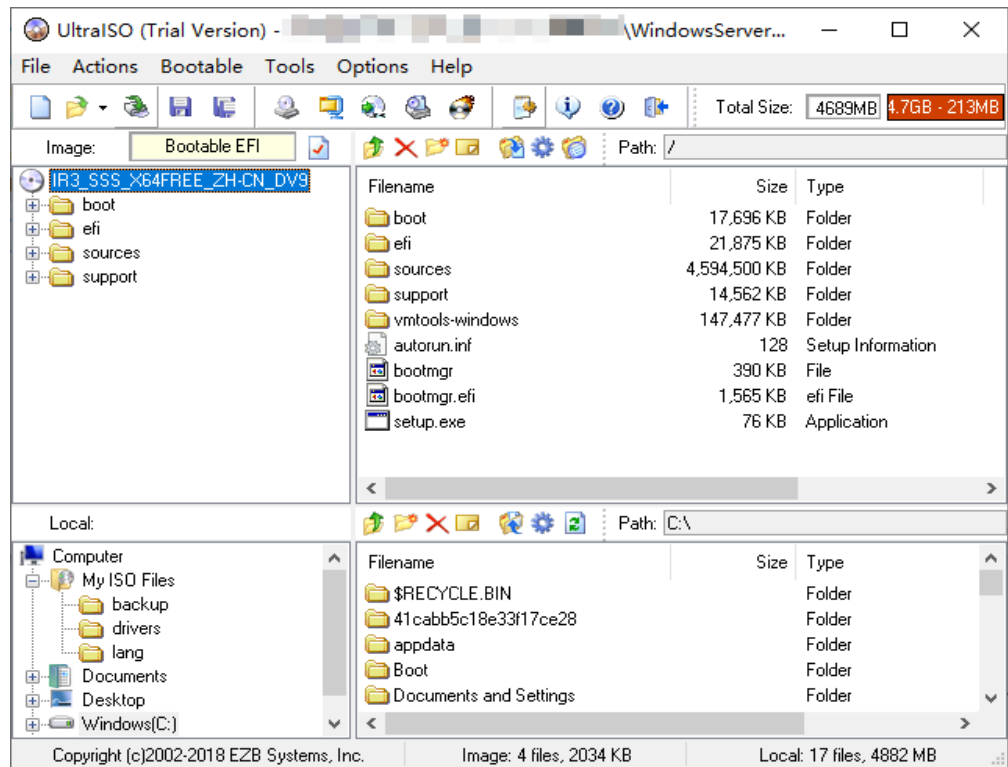 UltraISO (Trial Version) - \WindowsServer...
File Actions Bootable Tools Options Help
Total Size: 4689MB 4.7GB - 213MB
Image: Bootable EFI Path: /
IR3_SSS_X64FREE_ZH-CN_DV9
boot
efi
sources
support
Filename Size Type
boot 17,696 KB Folder
efi 21,875 KB Folder
sources 4,594,500 KB Folder
support 14,562 KB Folder
vmtools-windows 147,477 KB Folder
autorun.inf 128 Setup Information
bootmgr 390 KB File
bootmgr.efi 1,565 KB efi File
setup.exe 76 KB Application
Local: Path: C:\
Computer
My ISO Files
backup
drivers
lang
Documents
Desktop
Windows(C:)
Filename Size Type
$RECYCLE.BIN Folder
41cabb5c18e33f17ce28 Folder
appdata Folder
Boot Folder
Documents and Settings Folder
Copyright (c)2002-2018 EZB Systems, Inc. Image: 4 files, 2034 KB Local: 17 files, 4882 MB